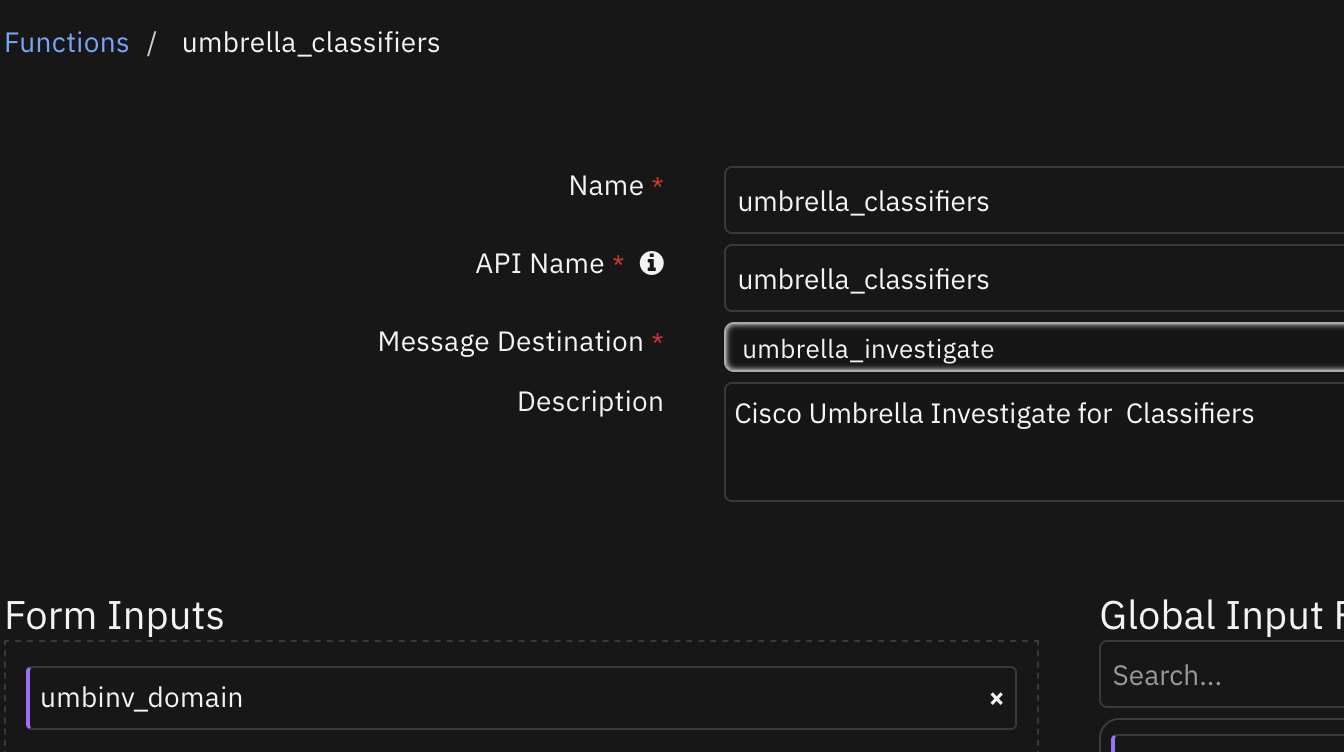 Functions / umbrella_classifiers
Name *
umbrella_classifiers
API Name *
umbrella_classifiers
Message Destination *
umbrella_investigate
Description
Cisco Umbrella Investigate for  Classifiers
Form Inputs
umbinv_domain
Global Input
Search...